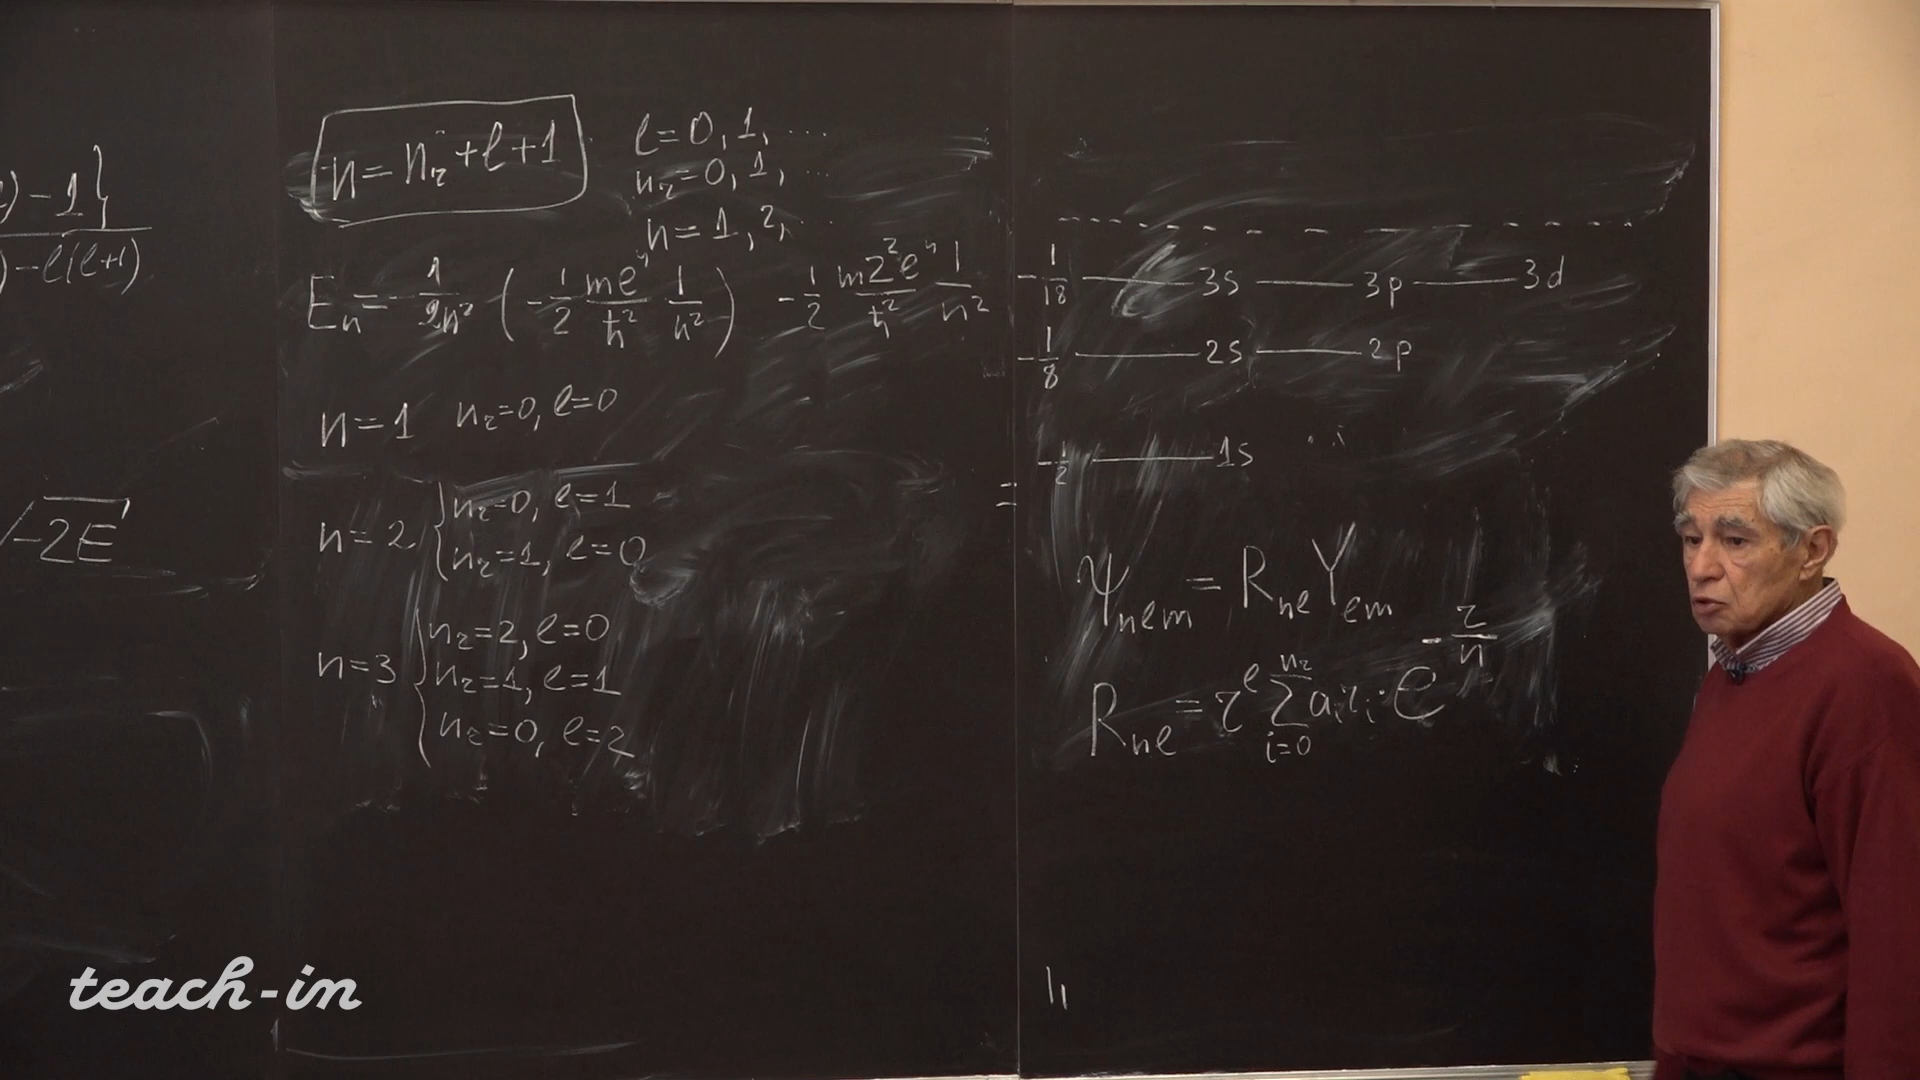 ) – 1}
) – l(l+1)
√-2E
n = n_r + l + 1
l = 0, 1, ...
n_r = 0, 1, ...
n = 1, 2, ...
E_n = - 1/2n² ( - 1/2 me⁴/ħ² 1/n² ) - 1/2 mZ²e⁴/ħ² 1/n²
n = 1 n_r = 0, l = 0
n = 2 { n_r = 0, l = 1
n_r = 1, l = 0
n = 3 { n_r = 2, l = 0
n_r = 1, l = 1
n_r = 0, l = 2
- 1/18 — 3s — 3p — 3d
- 1/8 — 2s — 2p
- 1/2 — 1s
=
ψ_nlm = R_nl Y_lm
R_nl = r^l Σ_{i=0}^{n_r} a_i r_i · e^{-r/n}
teach-in